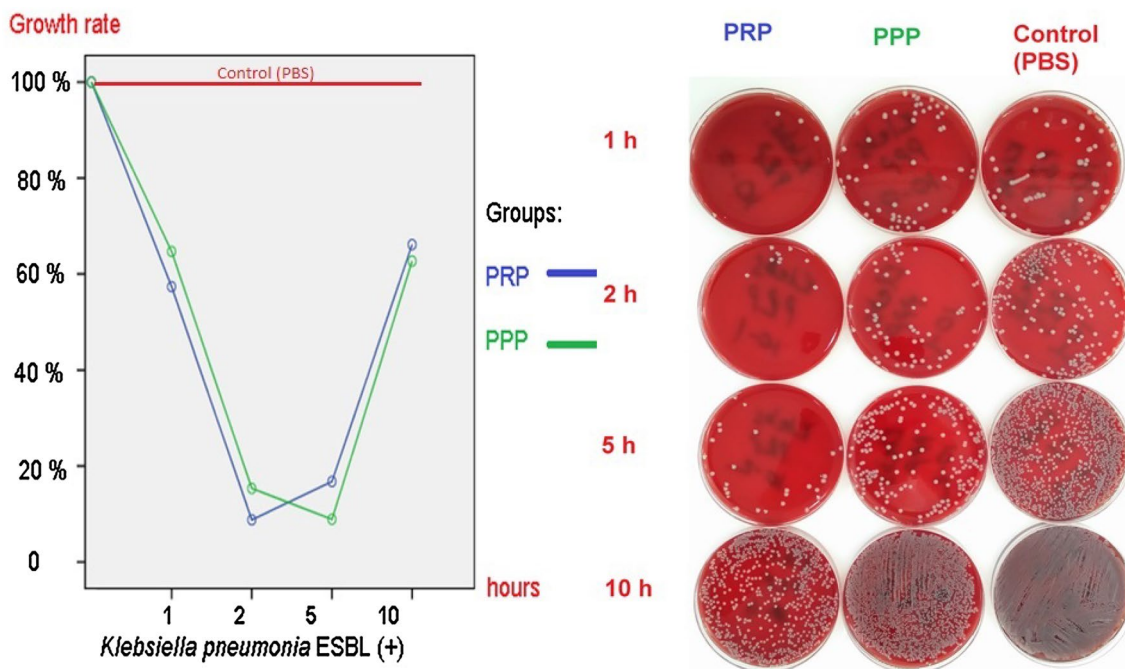 Growth rate
Control (PBS)
100 %
80 %
60 %
40 %
20 %
0
1 2 5 10
hours
Klebsiella pneumonia ESBL (+)
Groups:
PRP
PPP
PRP PPP Control
(PBS)
1 h
2 h
5 h
10 h